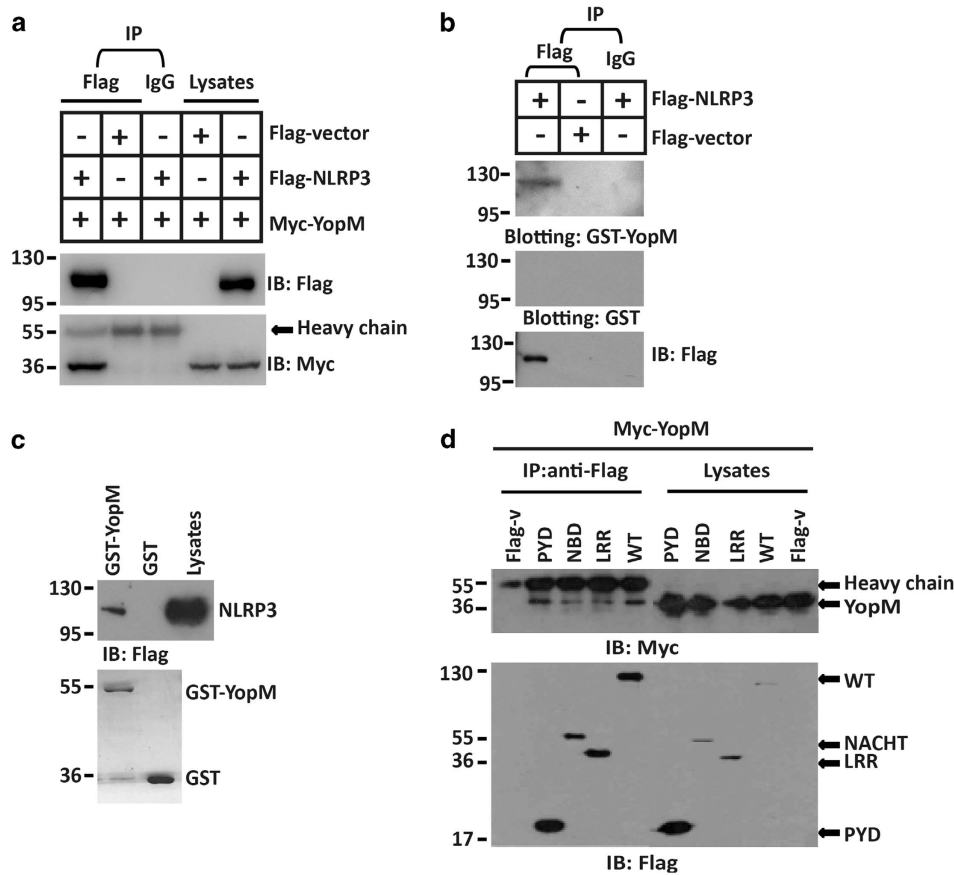 a
IP
Flag IgG Lysates
- + - + - Flag-vector
+ - + - + Flag-NLRP3
+ + + + + Myc-YopM
130
95
IB: Flag
55
Heavy chain
36
IB: Myc
b
IP
Flag IgG
+ - + Flag-NLRP3
- + - Flag-vector
130
95
Blotting: GST-YopM
130
95
Blotting: GST
130
IB: Flag
95
c
GST-YopM GST Lysates
130
NLRP3
95
IB: Flag
55
GST-YopM
36
GST
d
Myc-YopM
IP:anti-Flag Lysates
Flag-v PYD NBD LRR WT PYD NBD LRR WT Flag-v
55
Heavy chain
36
YopM
IB: Myc
130
WT
55
NACHT
36
LRR
17
PYD
IB: Flag